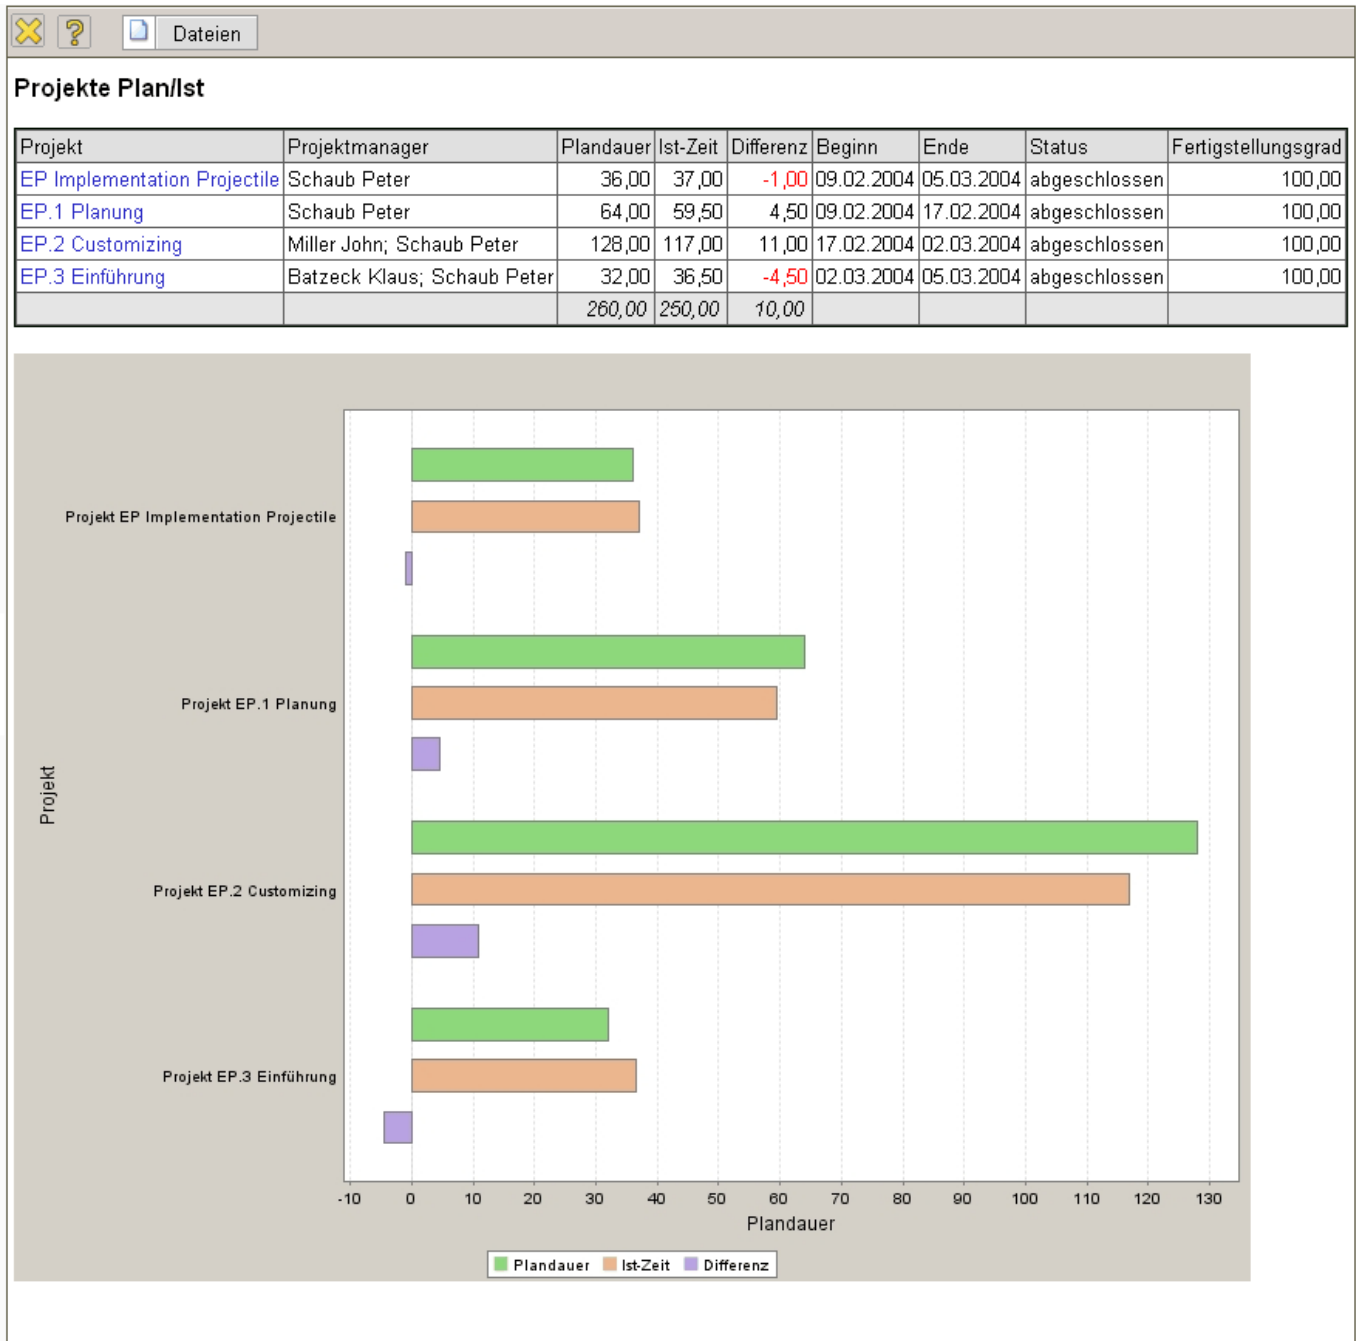 Dateien
Projekte Plan/Ist
Projekt Projektmanager Plandauer Ist-Zeit Differenz Beginn Ende Status Fertigstellungsgrad
EP Implementation Projectile Schaub Peter 36,00 37,00 -1,00 09.02.2004 05.03.2004 abgeschlossen 100,00
EP.1 Planung Schaub Peter 64,00 59,50 4,50 09.02.2004 17.02.2004 abgeschlossen 100,00
EP.2 Customizing Miller John; Schaub Peter 128,00 117,00 11,00 17.02.2004 02.03.2004 abgeschlossen 100,00
EP.3 Einführung Batzeck Klaus; Schaub Peter 32,00 36,50 -4,50 02.03.2004 05.03.2004 abgeschlossen 100,00
260,00 250,00 10,00
Projekt EP Implementation Projectile
Projekt EP.1 Planung
Projekt
Projekt EP.2 Customizing
Projekt EP.3 Einführung
-10 0 10 20 30 40 50 60 70 80 90 100 110 120 130
Plandauer
Plandauer Ist-Zeit Differenz